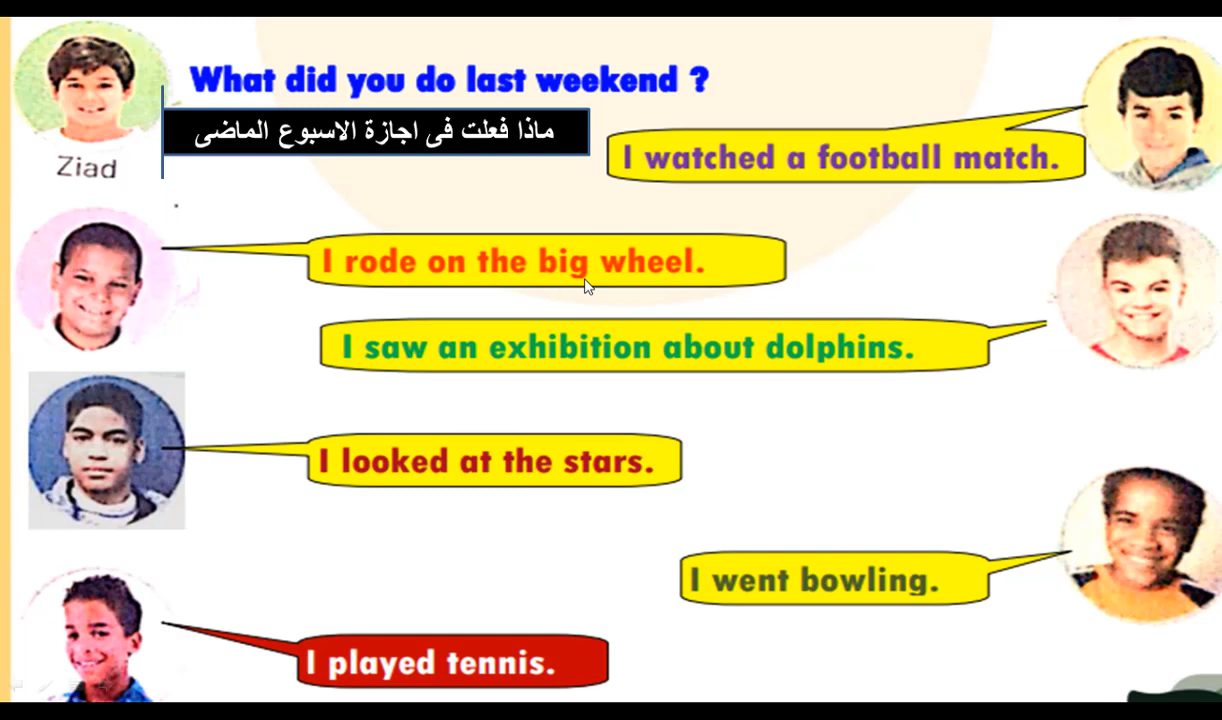 What did you do last weekend ?
ماذا فعلت فى اجازة الاسبوع الماضى
I watched a football match.
Ziad
I rode on the big wheel.
I saw an exhibition about dolphins.
I looked at the stars.
I went bowling.
I played tennis.